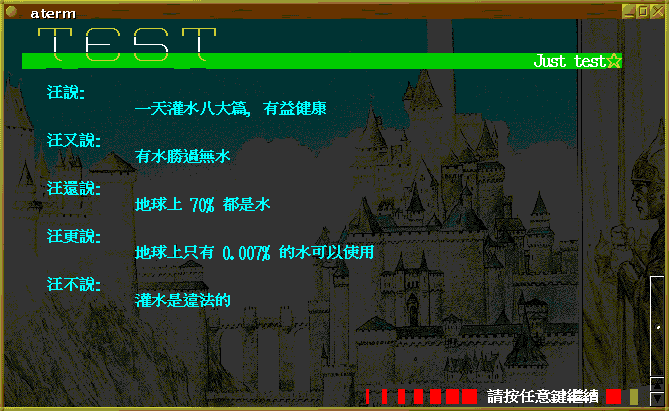 aterm
TEST
Just test☆
汪說:
一天灌水八大篇, 有益健康
汪又說:
有水勝過無水
汪還說:
地球上 70% 都是水
汪更說:
地球上只有 0.007% 的水可以使用
汪不說:
灌水是違法的
請按任意鍵繼續